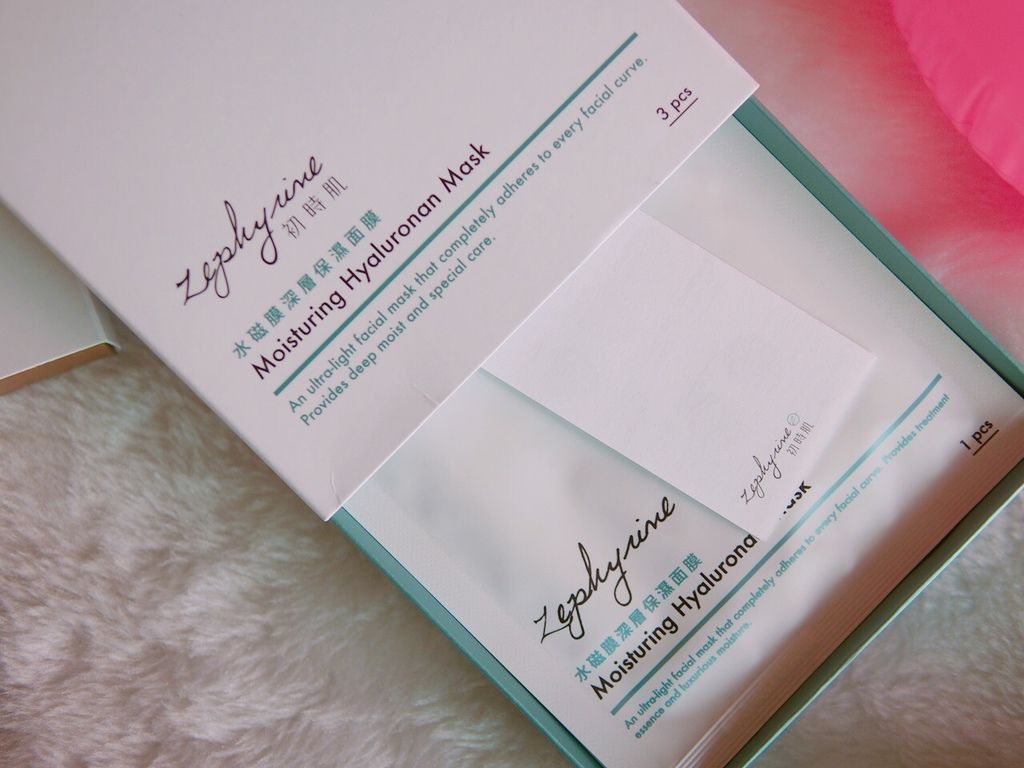 zephyrine
初時肌
水磁膜深層保濕面膜
Moisturing Hyaluronan Mask
An ultra-light facial mask that completely adheres to every facial curve.
Provides deep moist and special care.
3 pcs
zephyrine
初時肌
zephyrine
水磁膜深層保濕面膜
Moisturing Hyalurona
An ultra-light facial mask that completely adheres to every facial curve. Provides treatment
essence and luxurious moisture.
1 pcs